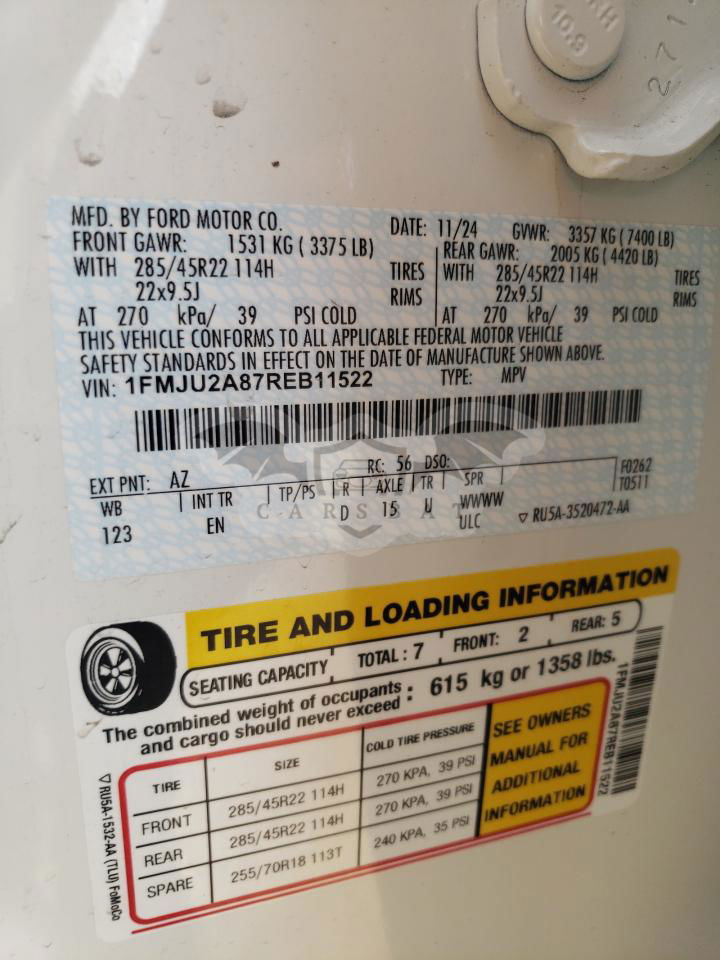 RH
10.9
271
MFD. BY FORD MOTOR CO.
DATE: 11/24 GVWR: 3357 KG ( 7400 LB)
FRONT GAWR: 1531 KG ( 3375 LB)
REAR GAWR: 2005 KG ( 4420 LB)
WITH 285/45R22 114H TIRES
WITH 285/45R22 114H TIRES
22x9.5J RIMS
22x9.5J RIMS
AT 270 kPa/ 39 PSI COLD
AT 270 kPa/ 39 PSI COLD
THIS VEHICLE CONFORMS TO ALL APPLICABLE FEDERAL MOTOR VEHICLE
SAFETY STANDARDS IN EFFECT ON THE DATE OF MANUFACTURE SHOWN ABOVE.
VIN: 1FMJU2A87REB11522 TYPE: MPV
EXT PNT: AZ RC: 56 DSO: F0262
WB INT TR TP/PS R AXLE TR SPR T0511
123 EN D 15 U WWWW
ULC ▽ RU5A-3520472-AA
TIRE AND LOADING INFORMATION
SEATING CAPACITY TOTAL : 7 FRONT: 2 REAR: 5
The combined weight of occupants and cargo should never exceed : 615 kg or 1358 lbs.
TIRE SIZE COLD TIRE PRESSURE
FRONT 285/45R22 114H 270 KPA, 39 PSI
REAR 285/45R22 114H 270 KPA, 39 PSI
SPARE 255/70R18 113T 240 KPA, 35 PSI
SEE OWNERS
MANUAL FOR
ADDITIONAL
INFORMATION
1FMJU2A87REB11522
▽ RU5A-1532-AA (TLU) FoMoCo